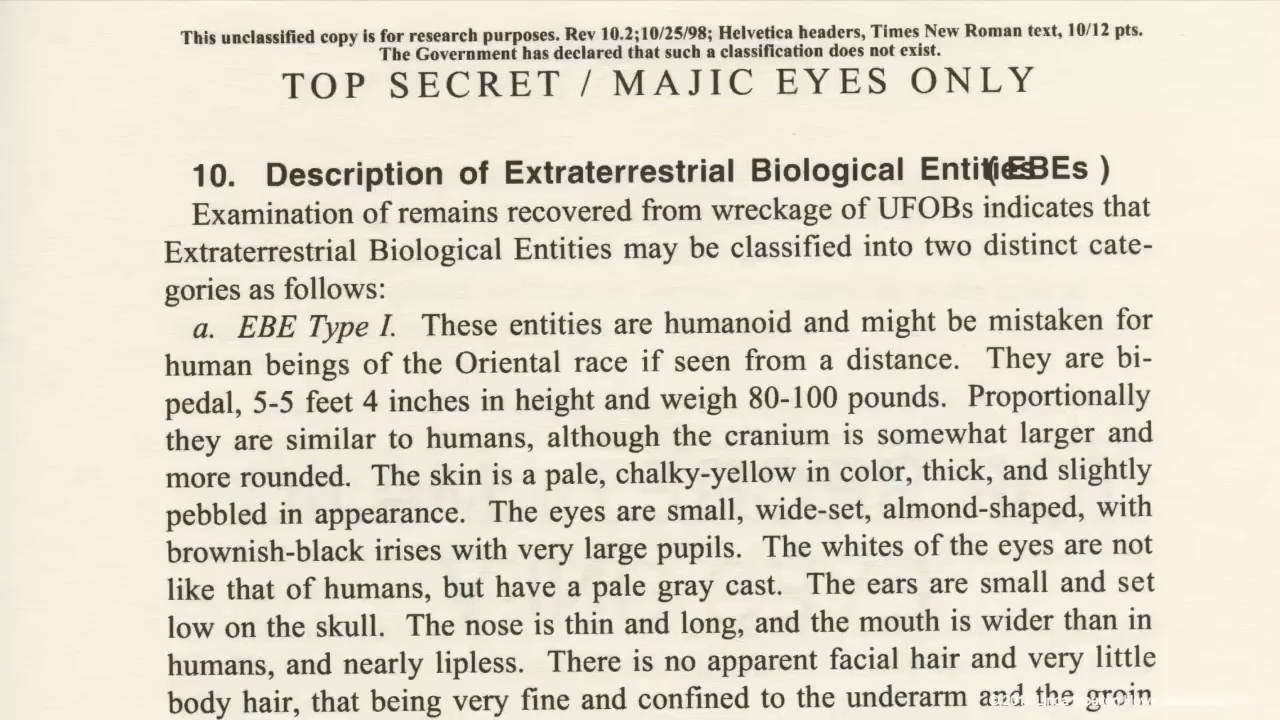 This unclassified copy is for research purposes. Rev 10.2;10/25/98; Helvetica headers, Times New Roman text, 10/12 pts.
The Government has declared that such a classification does not exist.
TOP SECRET / MAJIC EYES ONLY
10. Description of Extraterrestrial Biological Entities (EBEs )
Examination of remains recovered from wreckage of UFOBs indicates that
Extraterrestrial Biological Entities may be classified into two distinct cate-
gories as follows:
a. EBE Type I. These entities are humanoid and might be mistaken for
human beings of the Oriental race if seen from a distance. They are bi-
pedal, 5-5 feet 4 inches in height and weigh 80-100 pounds. Proportionally
they are similar to humans, although the cranium is somewhat larger and
more rounded. The skin is a pale, chalky-yellow in color, thick, and slightly
pebbled in appearance. The eyes are small, wide-set, almond-shaped, with
brownish-black irises with very large pupils. The whites of the eyes are not
like that of humans, but have a pale gray cast. The ears are small and set
low on the skull. The nose is thin and long, and the mouth is wider than in
humans, and nearly lipless. There is no apparent facial hair and very little
body hair, that being very fine and confined to the underarm and the groin